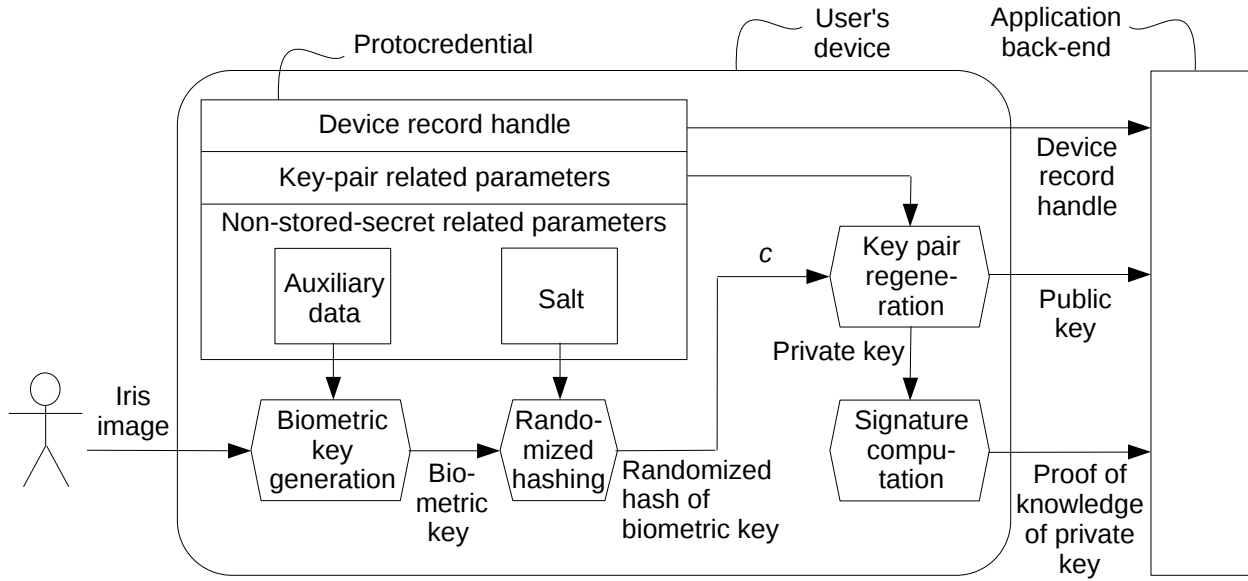 Protocredential
User's
device
Application
back-end
Device record handle
Key-pair related parameters
Non-stored-secret related parameters
Auxiliary
data
Salt
c
Key pair
regene-
ration
Device
record
handle
Public
key
Private key
Iris
image
Biometric
key
generation
Bio-
metric
key
Rando-
mized
hashing
Randomized
hash of
biometric key
Signature
compu-
tation
Proof of
knowledge
of private
key